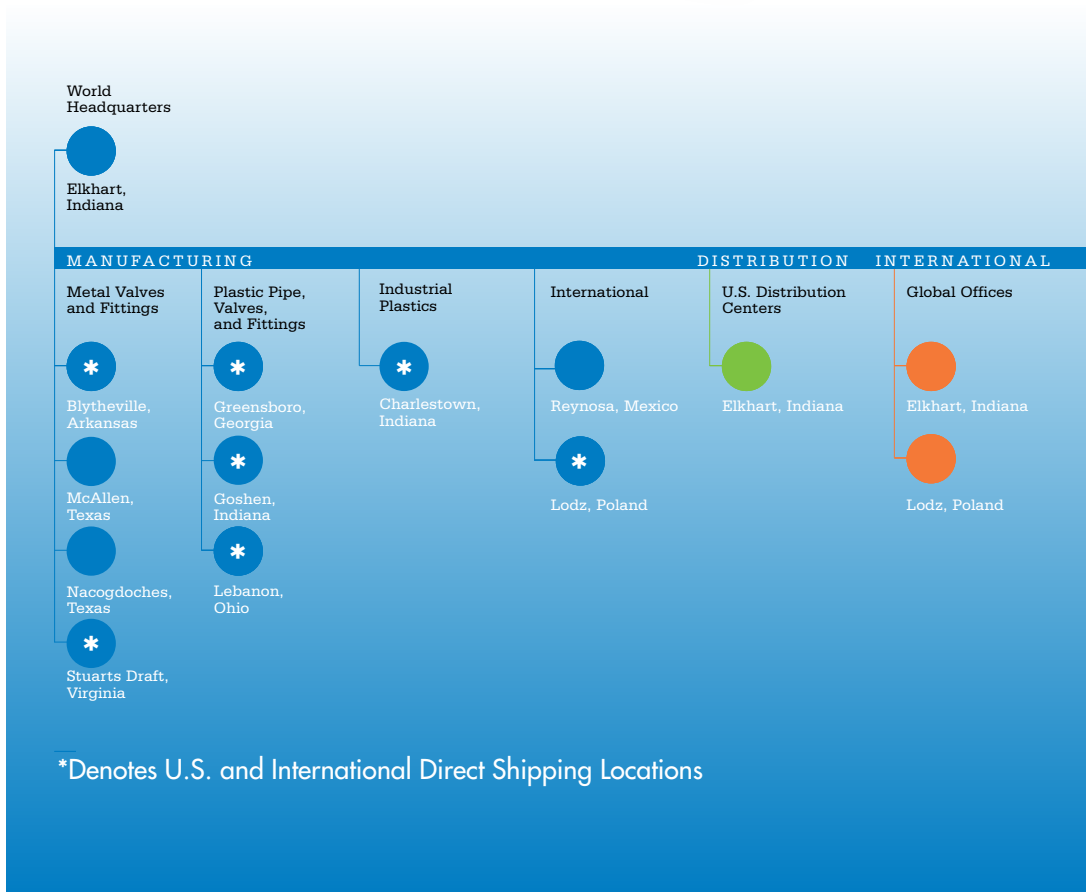 World
Headquarters
Elkhart,
Indiana
MANUFACTURING
DISTRIBUTION
INTERNATIONAL
Metal Valves
and Fittings
*
Blytheville,
Arkansas
McAllen,
Texas
Nacogdoches,
Texas
*
Stuarts Draft,
Virginia
Plastic Pipe,
Valves,
and Fittings
*
Greensboro,
Georgia
*
Goshen,
Indiana
*
Lebanon,
Ohio
Industrial
Plastics
*
Charlestown,
Indiana
International
Reynosa, Mexico
*
Lodz, Poland
U.S. Distribution
Centers
Elkhart, Indiana
Global Offices
Elkhart, Indiana
Lodz, Poland
*Denotes U.S. and International Direct Shipping Locations